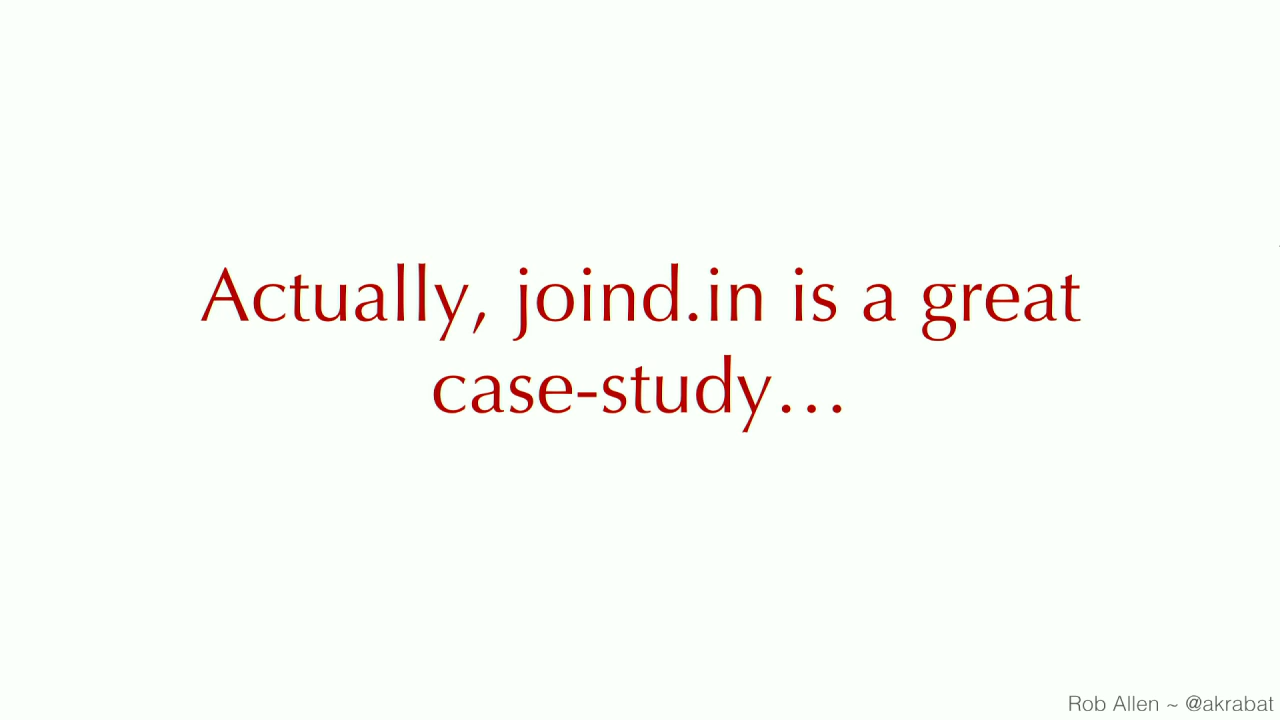 Actually, joind.in is a great
case-study…
Rob Allen ~ @akrabat